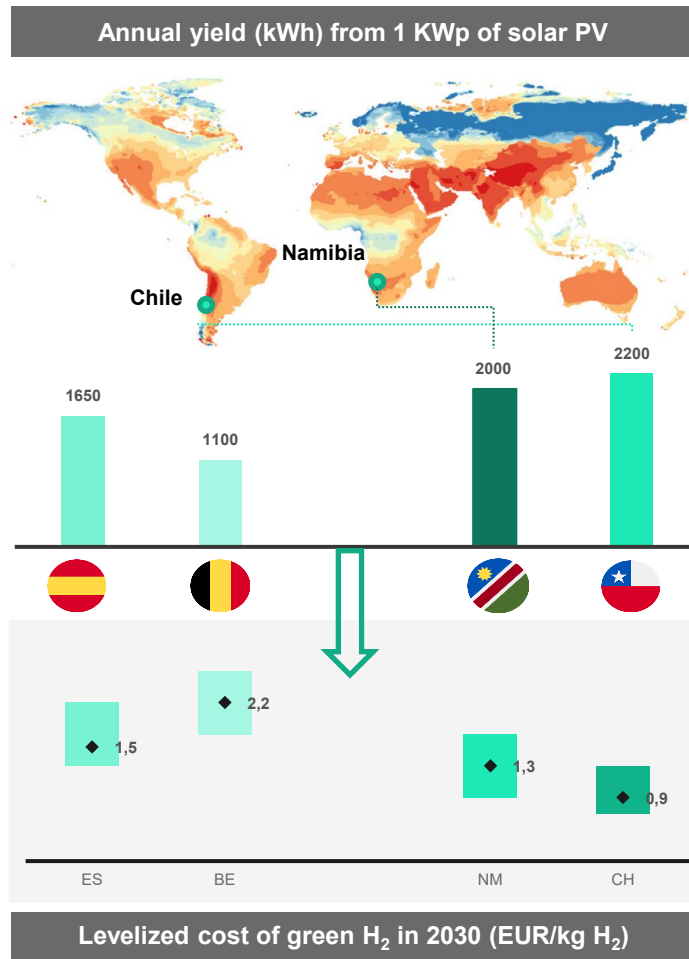 Annual yield (kWh) from 1 KWp of solar PV
Namibia
Chile
1650
1100
2000
2200
1,5
2,2
1,3
0,9
ES
BE
NM
CH
Levelized cost of green H₂ in 2030 (EUR/kg H₂)